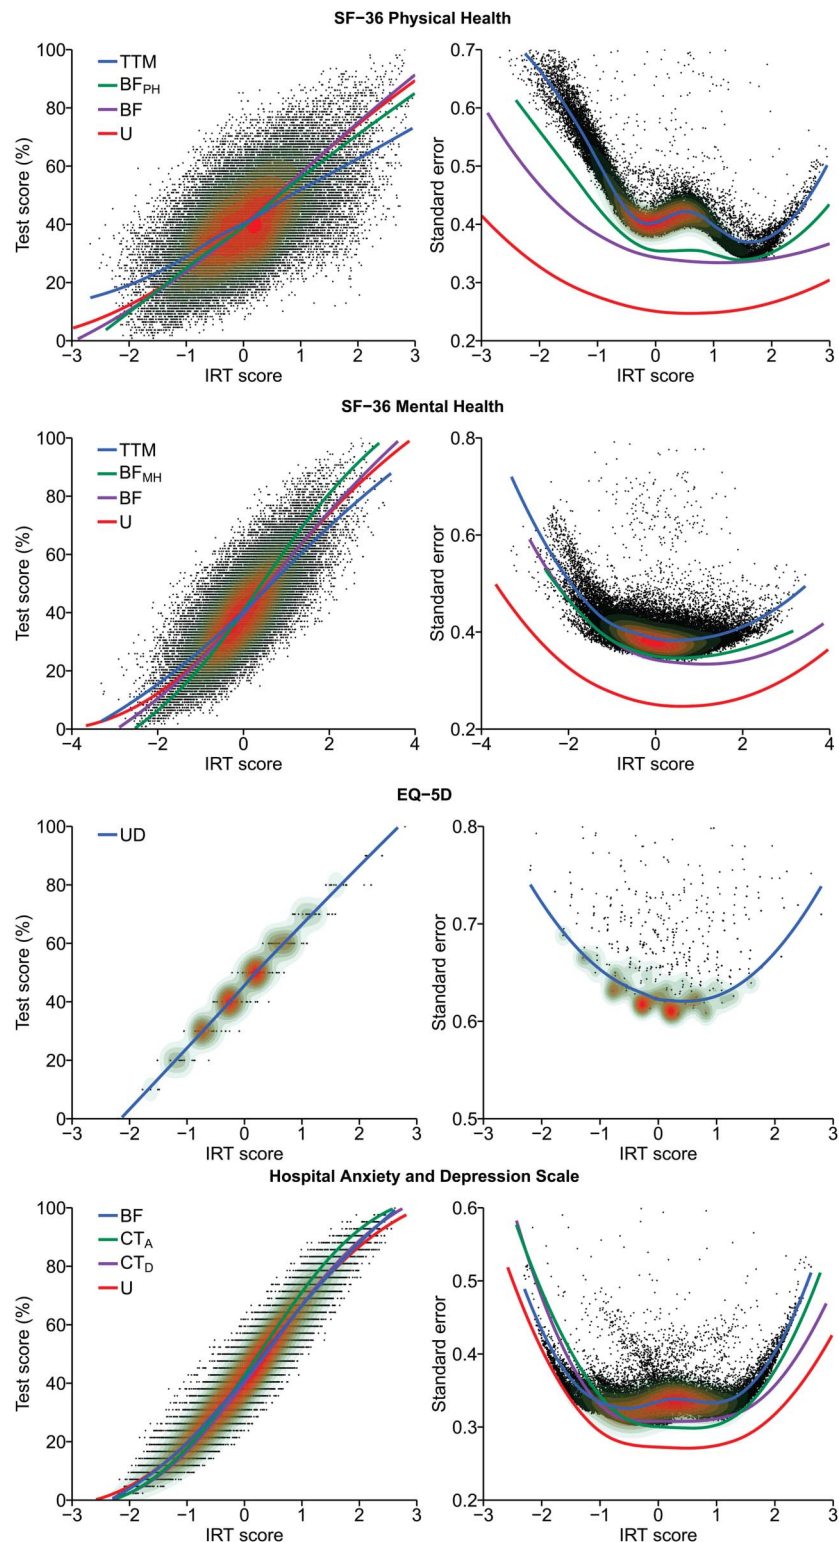 SF−36 Physical Health
100
80
60
40
20
0
Test score (%)
TTM
BF_PH
BF
U
−3 −2 −1 0 1 2 3
IRT score
0.7
0.6
0.5
0.4
0.3
0.2
Standard error
−3 −2 −1 0 1 2 3
IRT score
SF−36 Mental Health
100
80
60
40
20
0
Test score (%)
TTM
BF_MH
BF
U
−4 −2 0 2 4
IRT score
0.8
0.6
0.4
0.2
Standard error
−4 −2 0 2 4
IRT score
EQ−5D
100
80
60
40
20
0
Test score (%)
UD
−3 −2 −1 0 1 2 3
IRT score
0.8
0.7
0.6
0.5
Standard error
−3 −2 −1 0 1 2 3
IRT score
Hospital Anxiety and Depression Scale
100
80
60
40
20
0
Test score (%)
BF
CT_A
CT_D
U
−3 −2 −1 0 1 2 3
IRT score
0.6
0.5
0.4
0.3
0.2
Standard error
−3 −2 −1 0 1 2 3
IRT score